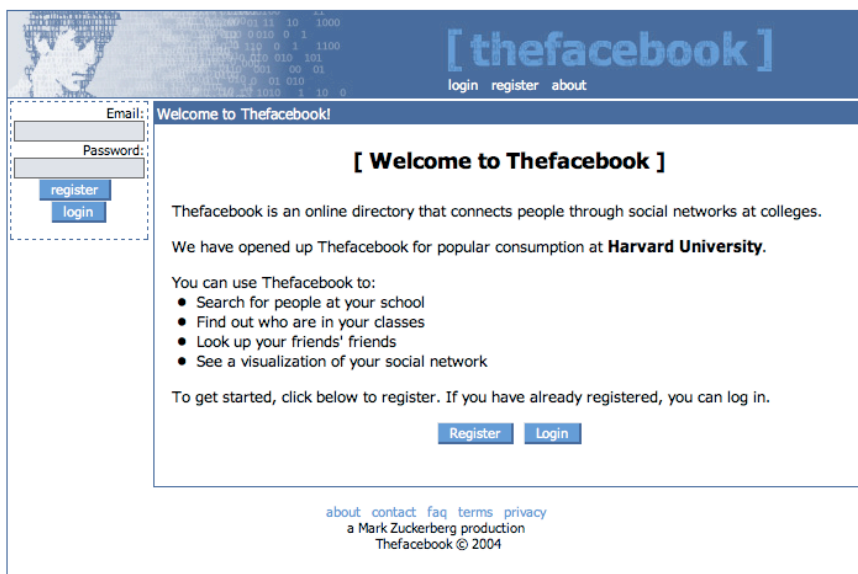 [ thefacebook ]
login register about
Email:
Password:
register
login
Welcome to Thefacebook!
[ Welcome to Thefacebook ]
Thefacebook is an online directory that connects people through social networks at colleges.
We have opened up Thefacebook for popular consumption at Harvard University.
You can use Thefacebook to:
• Search for people at your school
• Find out who are in your classes
• Look up your friends' friends
• See a visualization of your social network
To get started, click below to register. If you have already registered, you can log in.
Register Login
about contact faq terms privacy
a Mark Zuckerberg production
Thefacebook © 2004